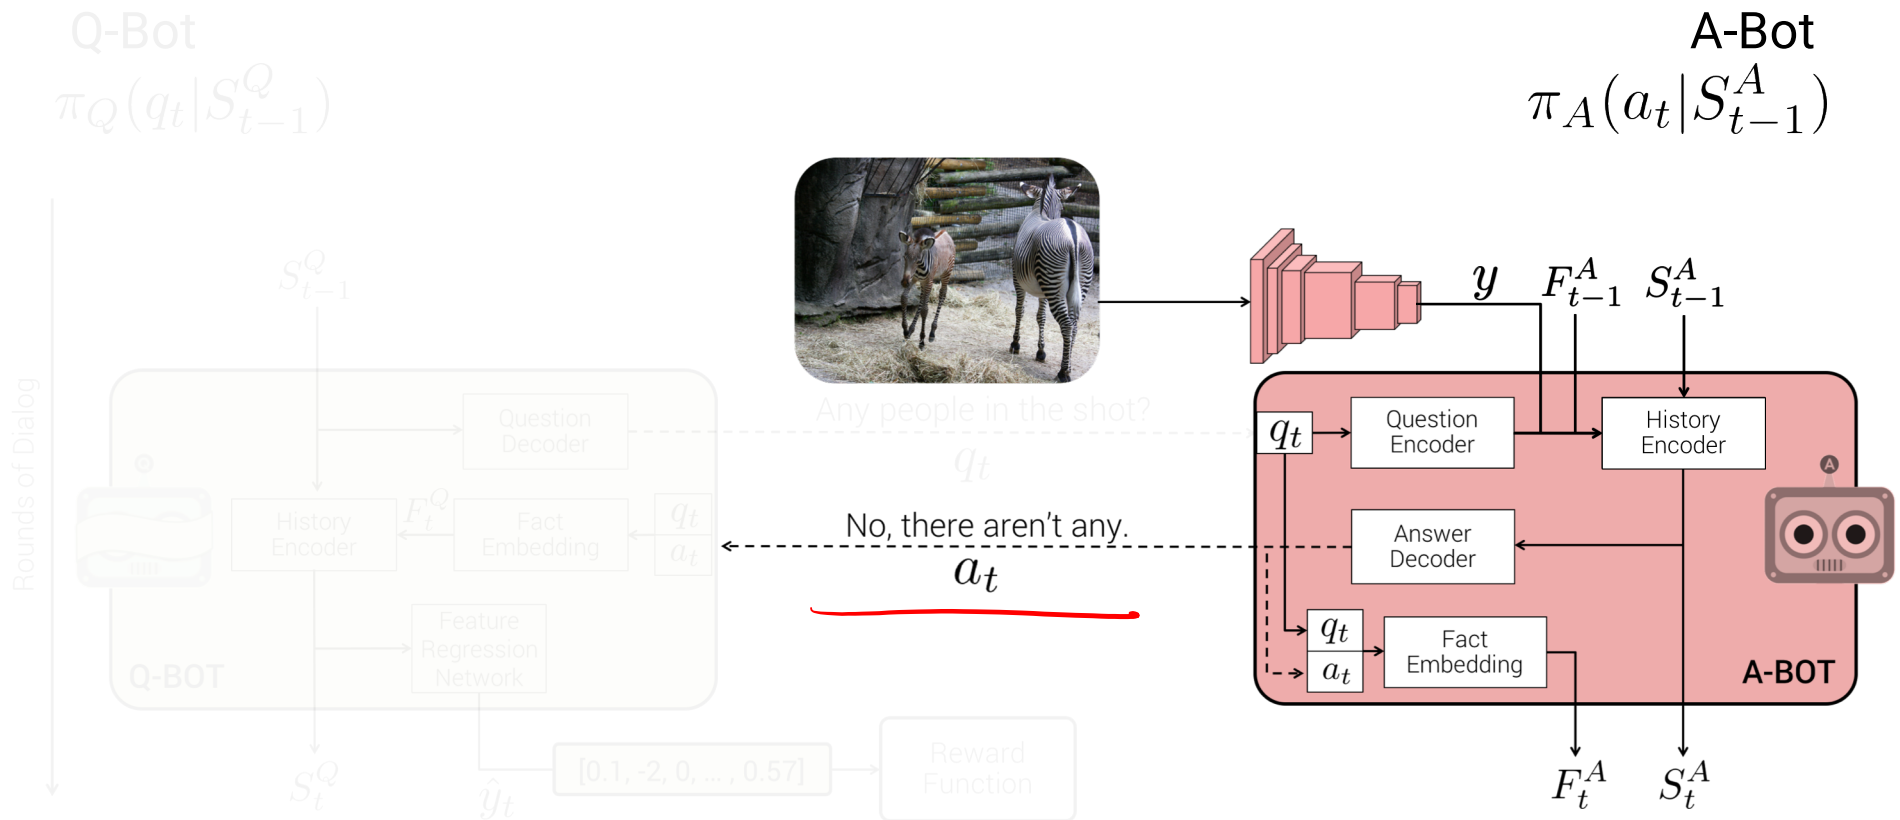 Q-Bot
π_Q(q_t|S^Q_{t-1})
A-Bot
π_A(a_t|S^A_{t-1})
Rounds of Dialog
S^Q_{t-1}
Question
Decoder
Any people in the shot?
q_t
History
Encoder
F^Q_t
Fact
Embedding
q_t
a_t
Feature
Regression
Network
Q-BOT
S^Q_t
ŷ_t
[0.1, -2, 0, ... , 0.57]
Reward
Function
No, there aren't any.
a_t
y
F^A_{t-1}
S^A_{t-1}
q_t
Question
Encoder
History
Encoder
A
Answer
Decoder
q_t
a_t
Fact
Embedding
A-BOT
F^A_t
S^A_t